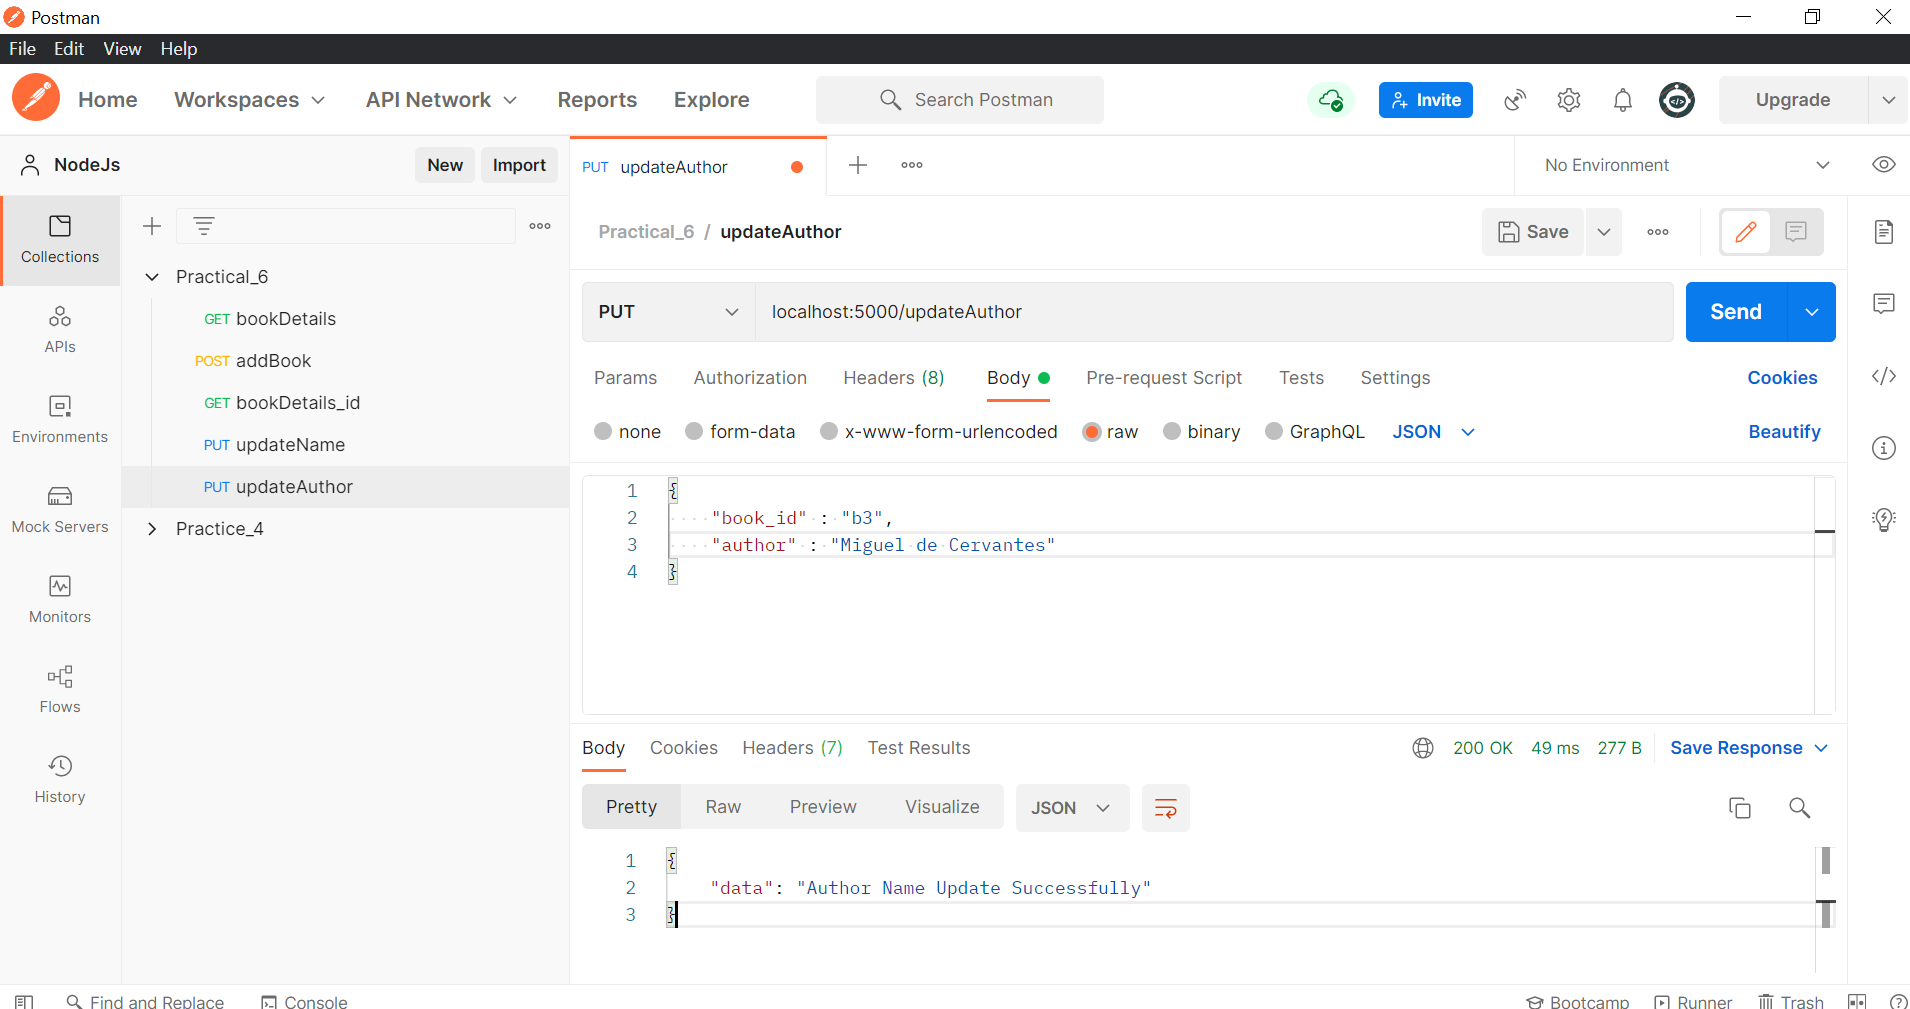 Postman
File Edit View Help
Home Workspaces API Network Reports Explore Search Postman Invite Upgrade
NodeJs New Import PUT updateAuthor No Environment
Practical_6 / updateAuthor Save
Collections
APIs
Environments
Mock Servers
Monitors
Flows
History
Practical_6
GET bookDetails
POST addBook
GET bookDetails_id
PUT updateName
PUT updateAuthor
Practice_4
PUT localhost:5000/updateAuthor Send
Params Authorization Headers (8) Body Pre-request Script Tests Settings Cookies
none form-data x-www-form-urlencoded raw binary GraphQL JSON Beautify
1 {
2 "book_id" : "b3",
3 "author" : "Miguel de Cervantes"
4 }
Body Cookies Headers (7) Test Results 200 OK 49 ms 277 B Save Response
Pretty Raw Preview Visualize JSON
1 {
2 "data": "Author Name Update Successfully"
3 }
Find and Replace Console Bootcamp Runner Trash